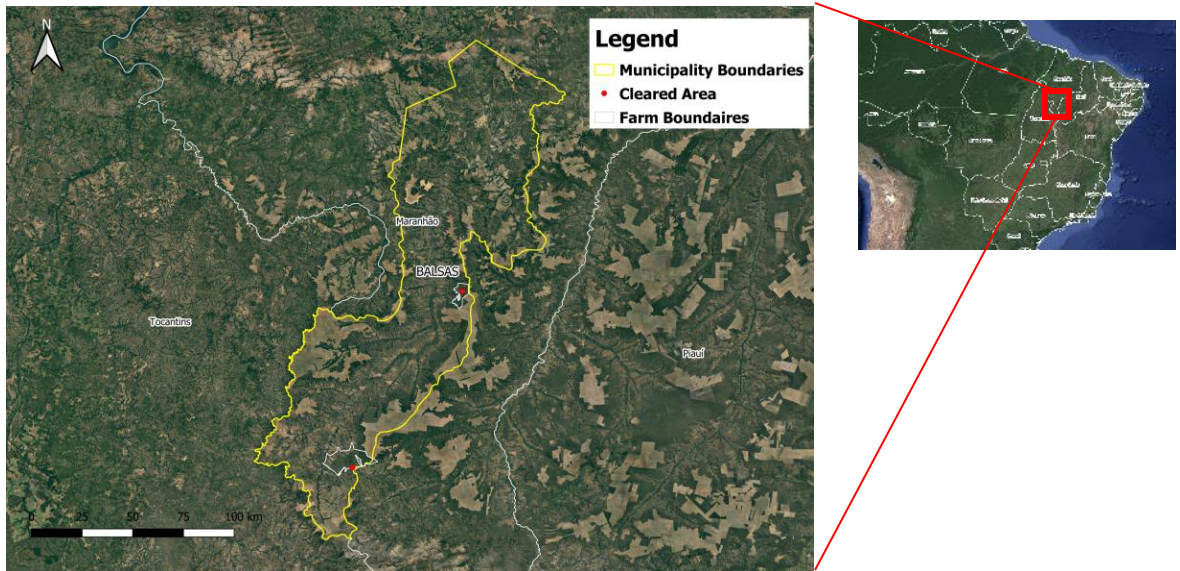 N
Legend
Municipality Boundaries
Cleared Area
Farm Boundaires
Maranhão
BALSAS
Tocantins
Piauí
0 25 50 75 100 km